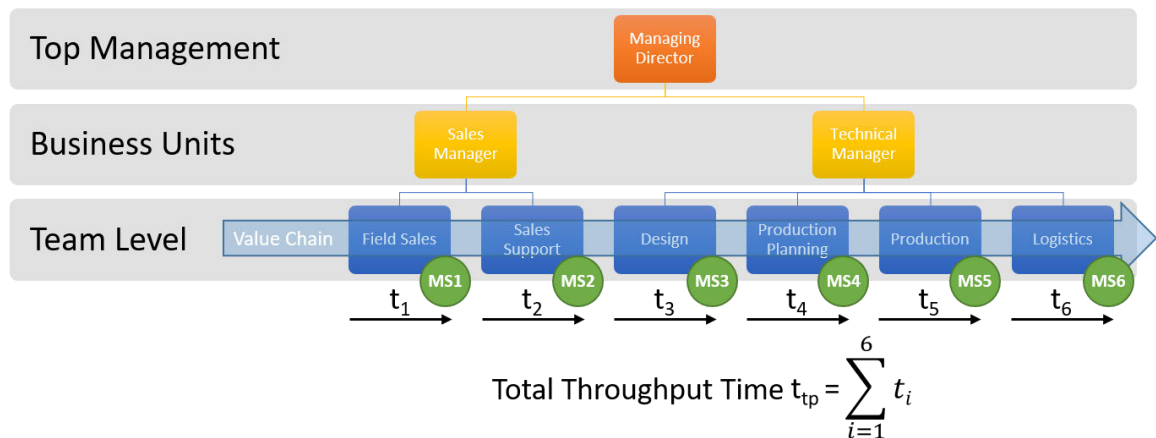 Top Management
Managing
Director
Business Units
Sales
Manager
Technical
Manager
Team Level
Value Chain
Field Sales
Sales
Support
Design
Production
Planning
Production
Logistics
MS1
MS2
MS3
MS4
MS5
MS6
t₁
t₂
t₃
t₄
t₅
t₆
Total Throughput Time tₜₚ = ∑ᵢ₌₁⁶ tᵢ